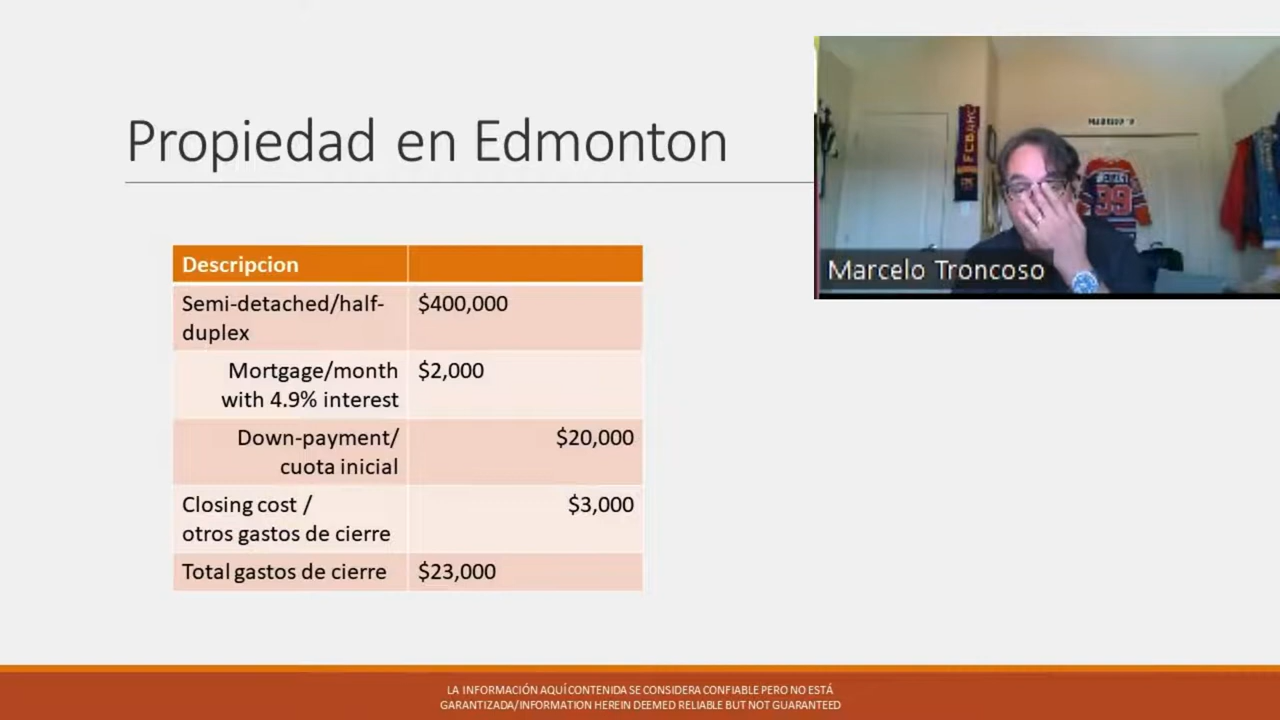 Propiedad en Edmonton
Descripcion
Semi-detached/half-
duplex
$400,000
Mortgage/month
with 4.9% interest
$2,000
Down-payment/
cuota inicial
$20,000
Closing cost /
otros gastos de cierre
$3,000
Total gastos de cierre
$23,000
FCBARC
39
Marcelo Troncoso
LA INFORMACIÓN AQUÍ CONTENIDA SE CONSIDERA CONFIABLE PERO NO ESTÁ
GARANTIZADA/INFORMATION HEREIN DEEMED RELIABLE BUT NOT GUARANTEED